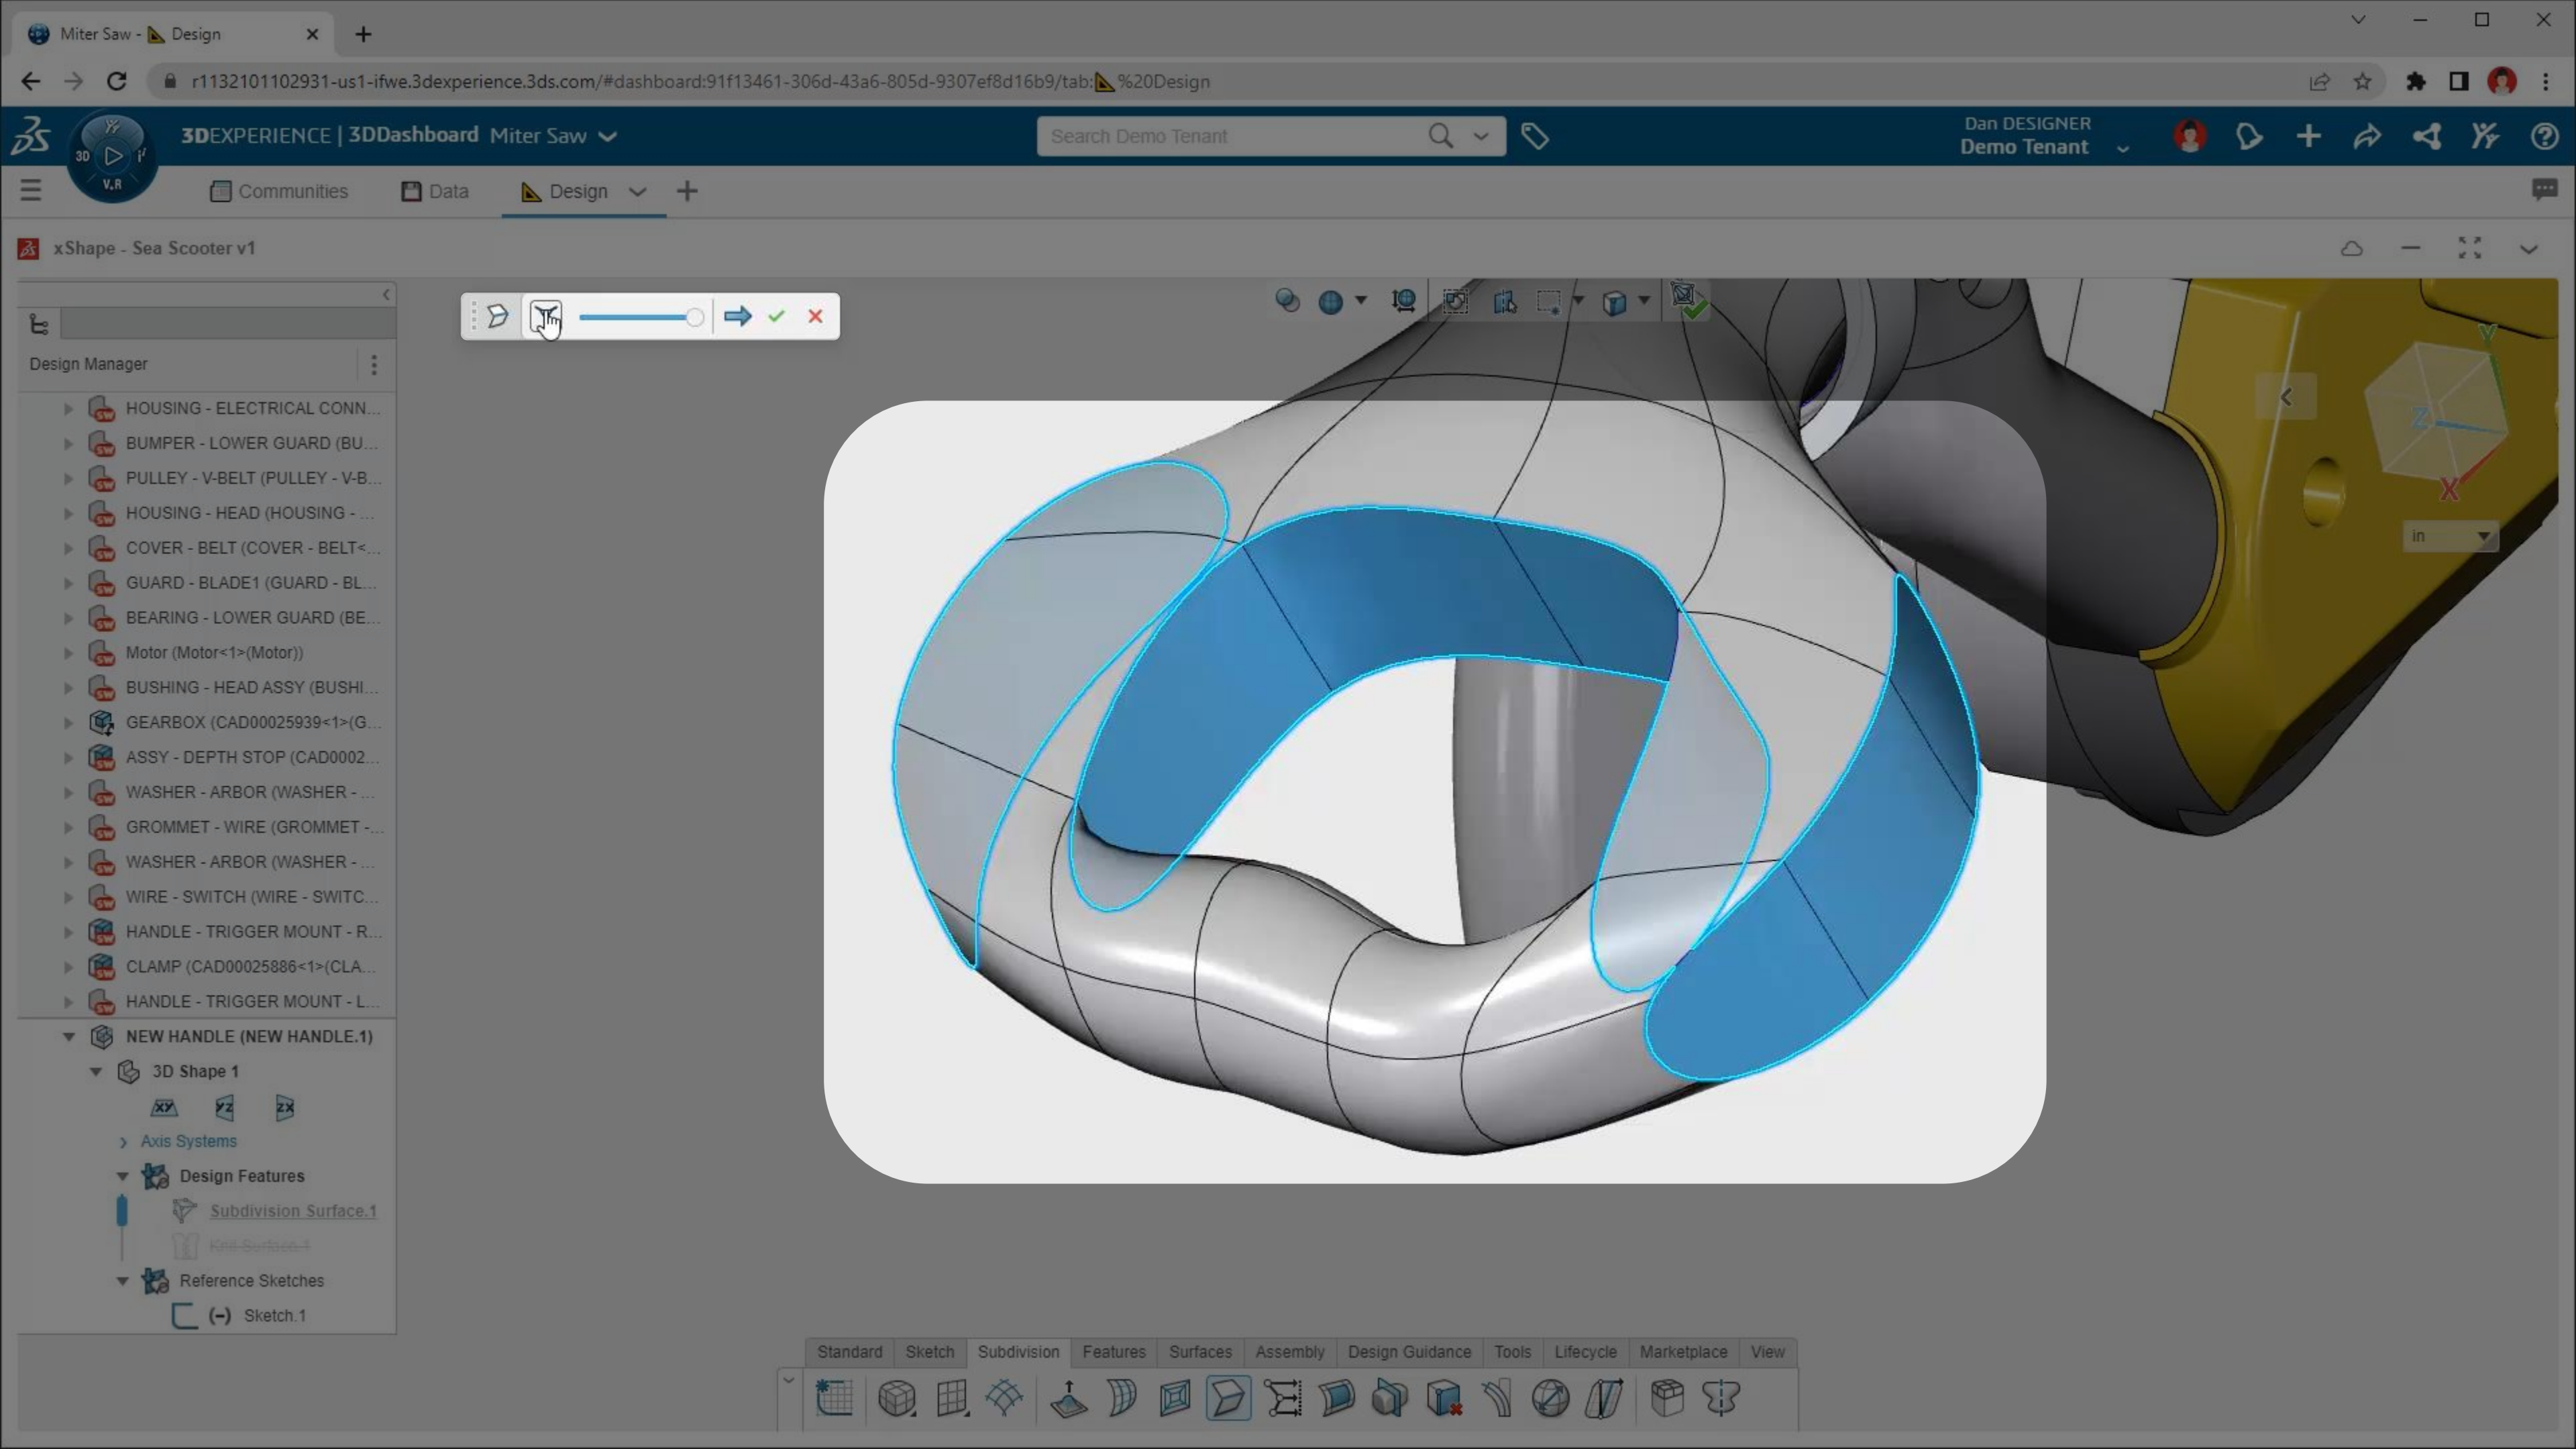 Miter Saw - Design
r1132101102931-us1-ifwe.3dexperience.3ds.com/#dashboard:91f13461-306d-43a6-805d-9307ef8d16b9/tab: %20Design
3DEXPERIENCE | 3DDashboard Miter Saw
Search Demo Tenant
Dan DESIGNER
Demo Tenant
3D
V.R
Communities
Data
Design
xShape - Sea Scooter v1
Design Manager
HOUSING - ELECTRICAL CONN...
BUMPER - LOWER GUARD (BU...
PULLEY - V-BELT (PULLEY - V-B...
HOUSING - HEAD (HOUSING - ...
COVER - BELT (COVER - BELT<...
GUARD - BLADE1 (GUARD - BL...
BEARING - LOWER GUARD (BE...
Motor (Motor<1>(Motor))
BUSHING - HEAD ASSY (BUSHI...
GEARBOX (CAD00025939<1>(G...
ASSY - DEPTH STOP (CAD0002...
WASHER - ARBOR (WASHER - ...
GROMMET - WIRE (GROMMET -...
WASHER - ARBOR (WASHER - ...
WIRE - SWITCH (WIRE - SWITC...
HANDLE - TRIGGER MOUNT - R...
CLAMP (CAD00025886<1>(CLA...
HANDLE - TRIGGER MOUNT - L...
NEW HANDLE (NEW HANDLE.1)
3D Shape 1
XY YZ ZX
Axis Systems
Design Features
Subdivision Surface.1
Knit Surface.1
Reference Sketches
(-) Sketch.1
Y
Z
X
in
Standard Sketch Subdivision Features Surfaces Assembly Design Guidance Tools Lifecycle Marketplace View